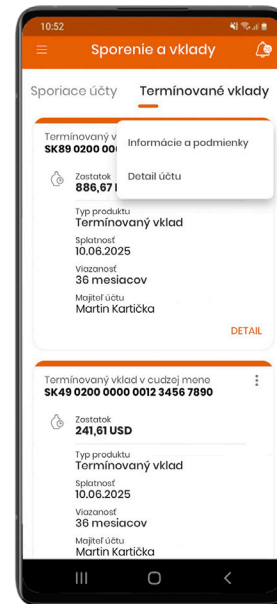 10:52
Sporenie a vklady
Sporiace účty Termínované vklady
Termínovaný v
SK89 0200 00
Informácie a podmienky
Detail účtu
Zostatok
886,67
Typ produktu
Termínovaný vklad
Splatnosť
10.06.2025
Viazanosť
36 mesiacov
Majiteľ účtu
Martin Kartička
DETAIL
Termínovaný vklad v cudzej mene
SK49 0200 0000 0012 3456 7890
Zostatok
241,61 USD
Typ produktu
Termínovaný vklad
Splatnosť
10.06.2025
Viazanosť
36 mesiacov
Majiteľ účtu
Martin Kartička